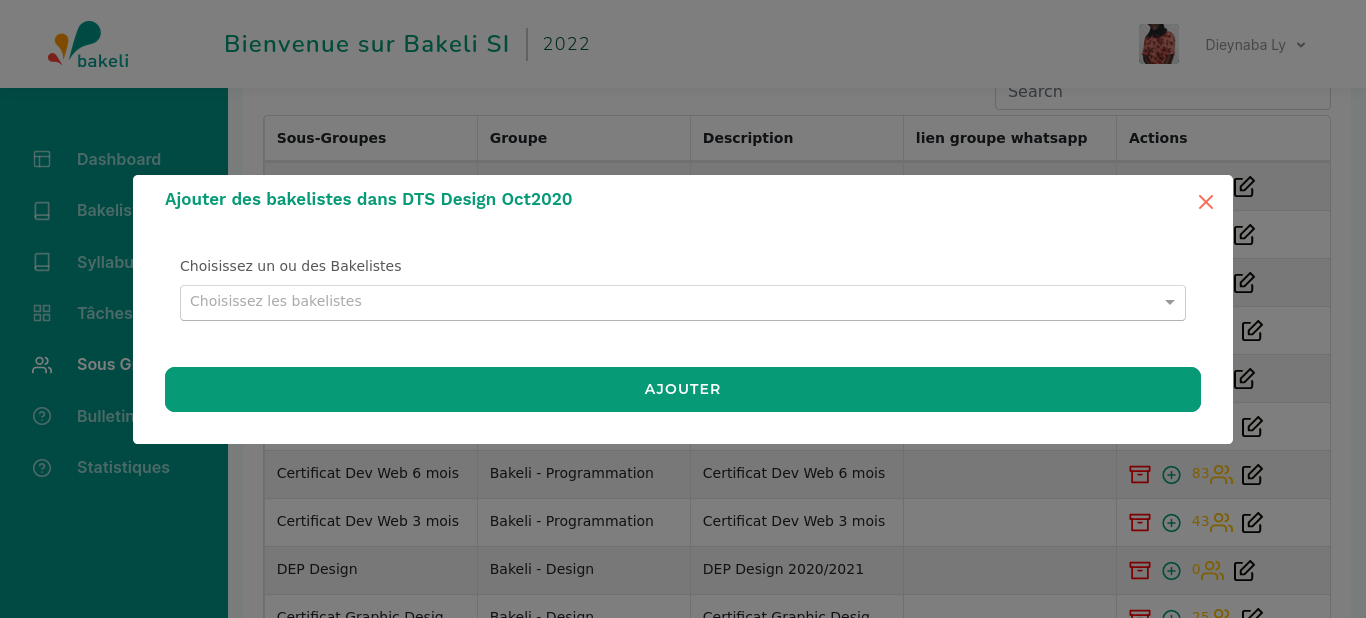 bakeli
Bienvenue sur Bakeli SI
2022
Dieynaba Ly
Search
Sous-Groupes Groupe Description lien groupe whatsapp Actions
Dashboard
Bakelis
Syllabu
Tâches
Sous G
Bulletin
Statistiques
Ajouter des bakelistes dans DTS Design Oct2020
Choisissez un ou des Bakelistes
Choisissez les bakelistes
AJOUTER
Certificat Dev Web 6 mois Bakeli - Programmation Certificat Dev Web 6 mois 83
Certificat Dev Web 3 mois Bakeli - Programmation Certificat Dev Web 3 mois 43
DEP Design Bakeli - Design DEP Design 2020/2021 0
Certificat Graphic Desig Bakeli - Design Certificat Graphic Desig 25